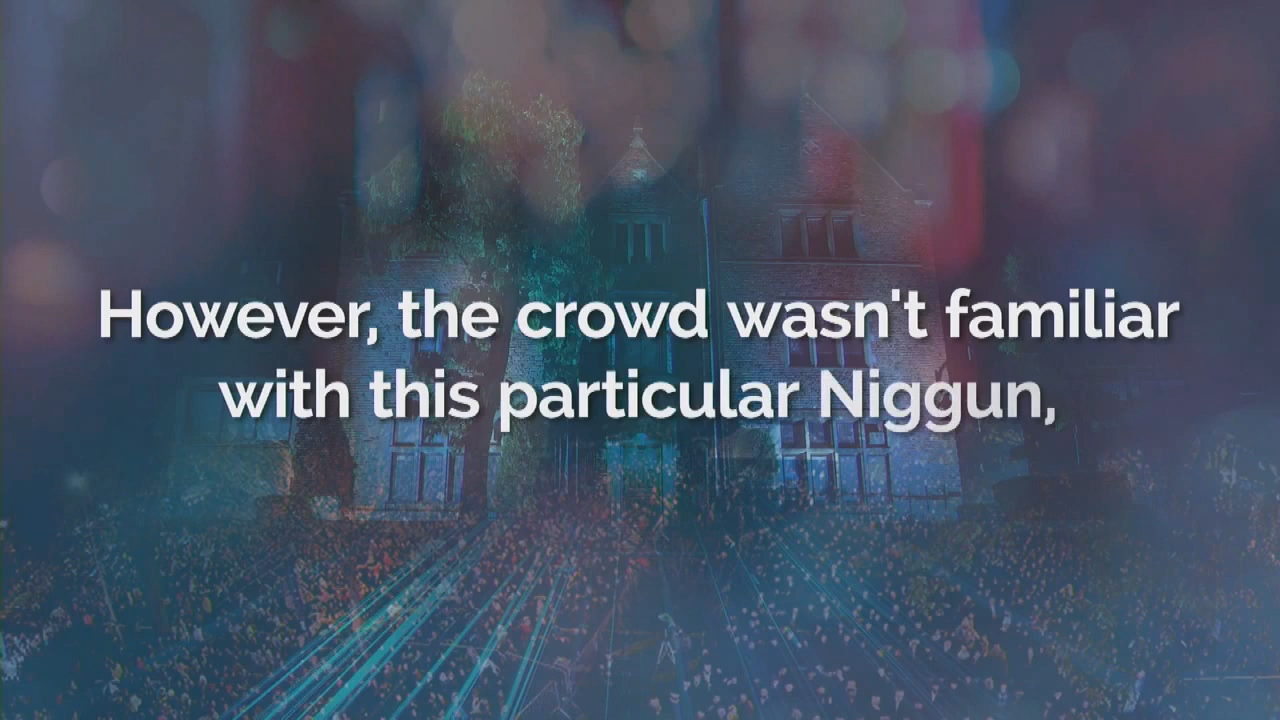 However, the crowd wasn't familiar
with this particular Niggun,